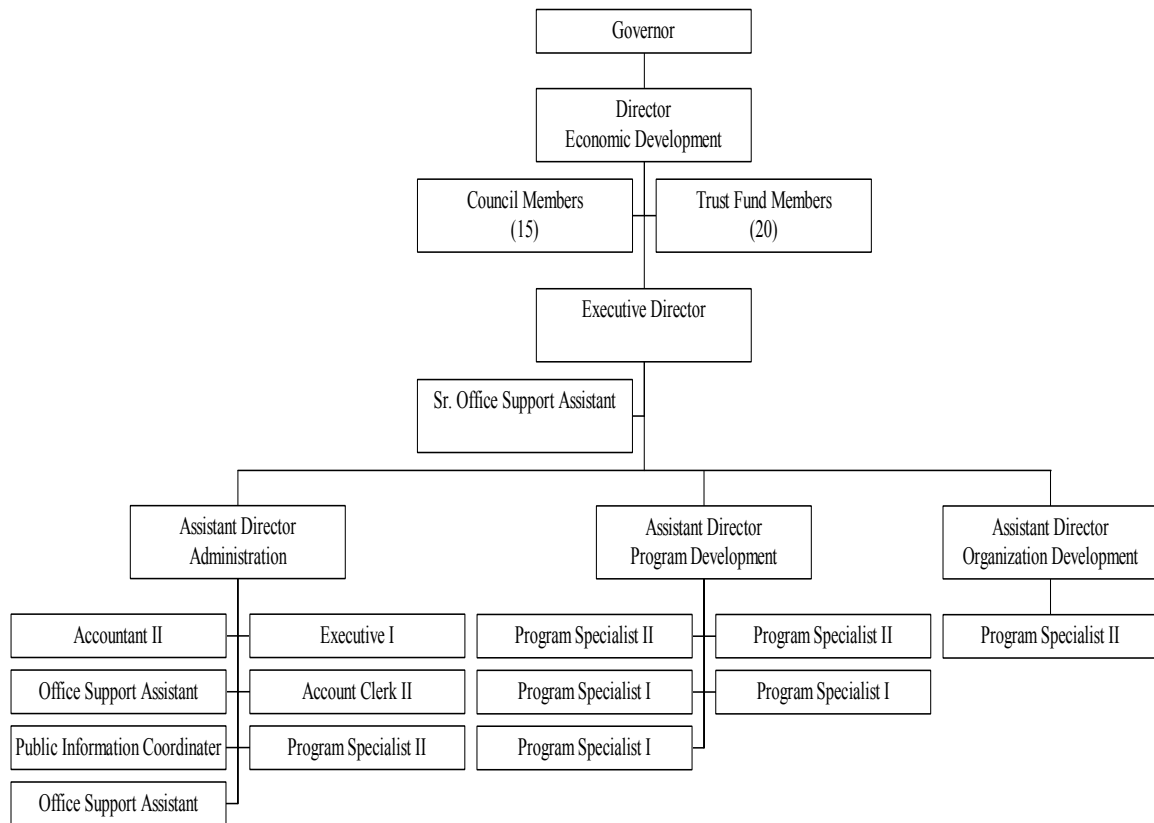 Governor
Director
Economic Development
Council Members
(15)
Trust Fund Members
(20)
Executive Director
Sr. Office Support Assistant
Assistant Director
Administration
Assistant Director
Program Development
Assistant Director
Organization Development
Accountant II
Executive I
Program Specialist II
Program Specialist II
Program Specialist II
Office Support Assistant
Account Clerk II
Program Specialist I
Program Specialist I
Public Information Coordinater
Program Specialist II
Program Specialist I
Office Support Assistant